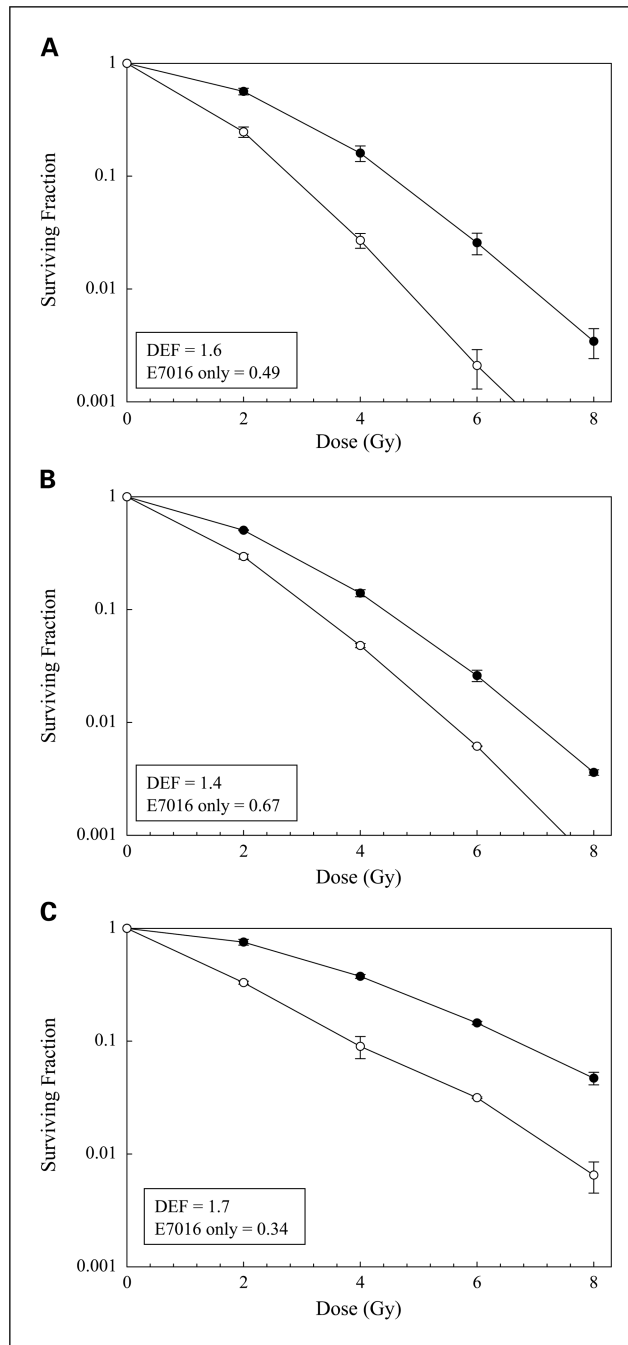 A
1
0.1
0.01
0.001
Surviving Fraction
DEF = 1.6
E7016 only = 0.49
0 2 4 6 8
Dose (Gy)
B
1
0.1
0.01
0.001
Surviving Fraction
DEF = 1.4
E7016 only = 0.67
0 2 4 6 8
Dose (Gy)
C
1
0.1
0.01
0.001
Surviving Fraction
DEF = 1.7
E7016 only = 0.34
0 2 4 6 8
Dose (Gy)